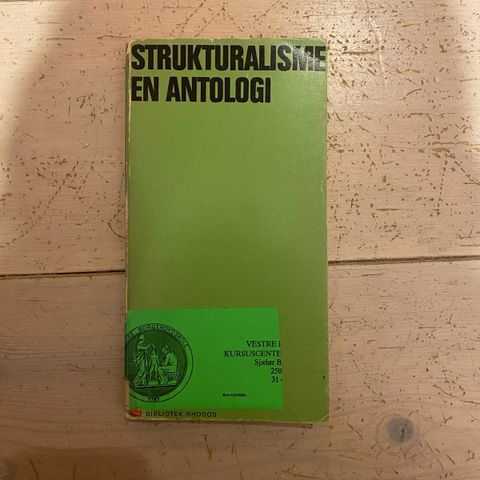 STRUKTURALISME
EN ANTOLOGI
VESTRE
KURSUSCENTE
Sjælør B
250
31
BIBLIOTEK RHODOS